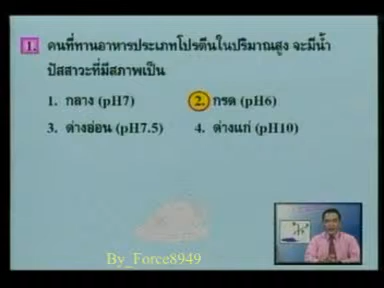 1. คนที่ทานอาหารประเภทโปรตีนในปริมาณสูง จะมีน้ำ
ปัสสาวะที่มีสภาพเป็น
1. กลาง (pH7) 2. กรด (pH6)
3. ด่างอ่อน (pH7.5) 4. ด่างแก่ (pH10)
By_Force8949